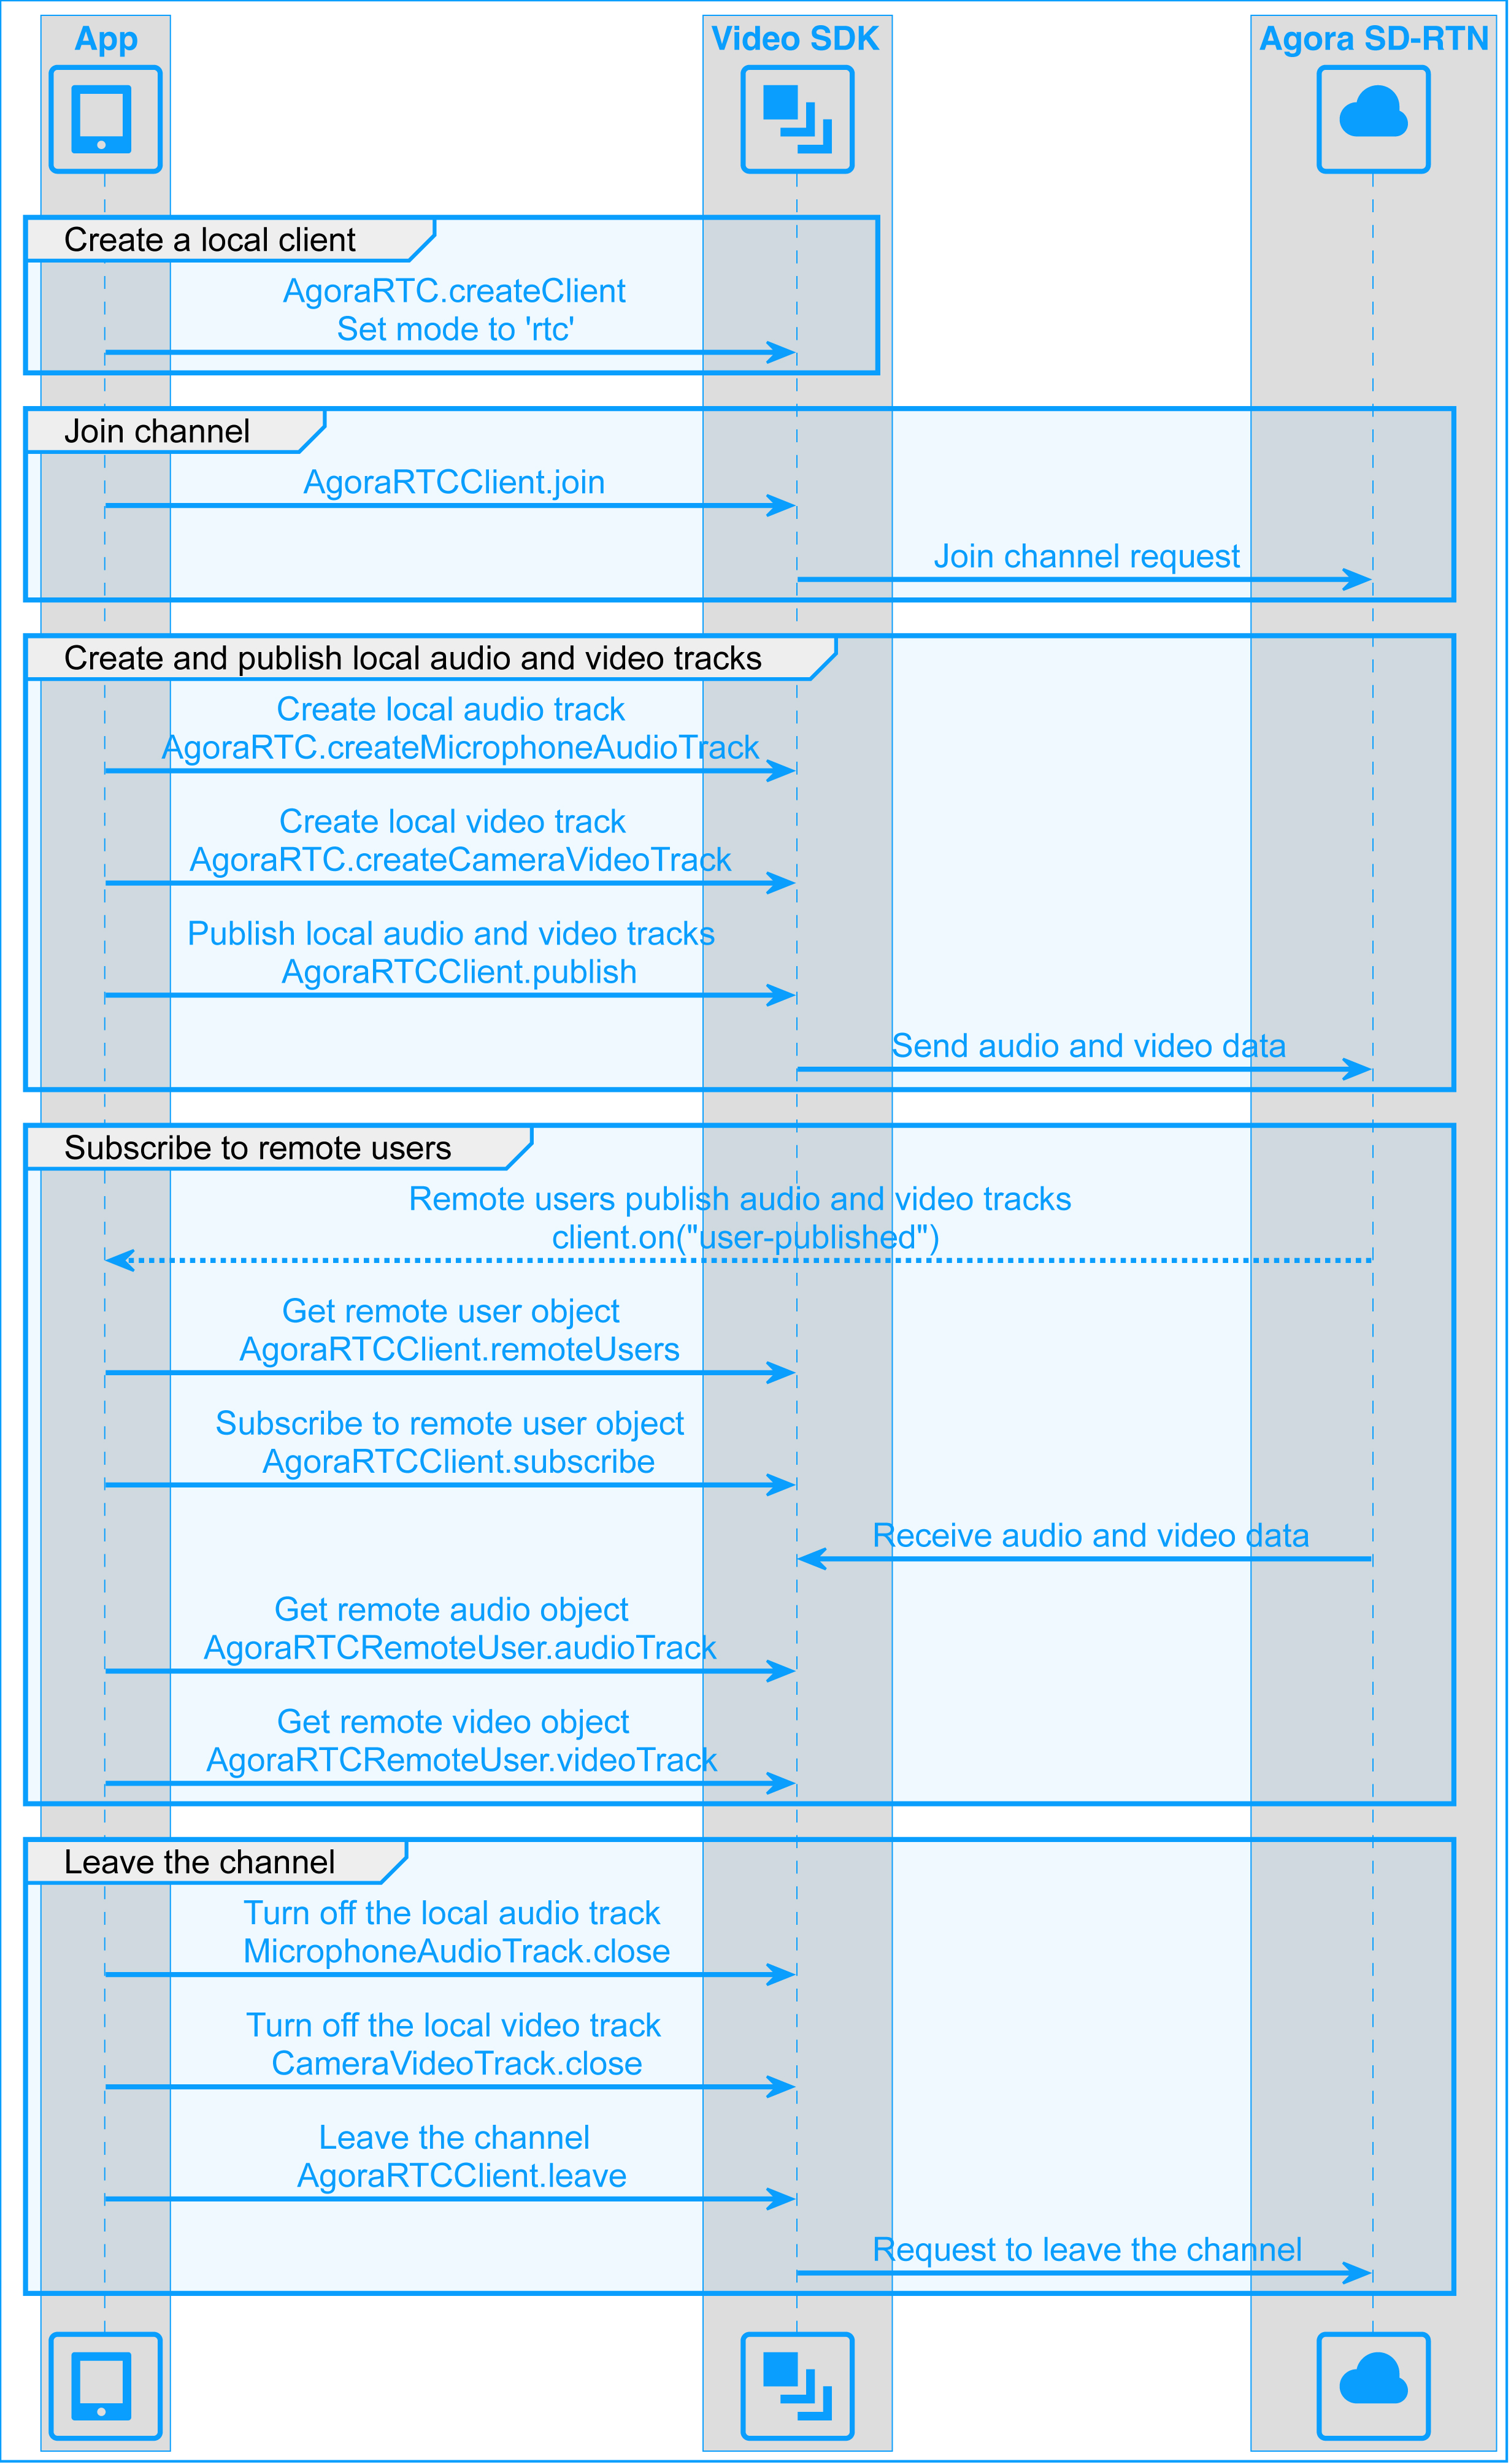 App
Video SDK
Agora SD-RTN
Create a local client
AgoraRTC.createClient
Set mode to 'rtc'
Join channel
AgoraRTCClient.join
Join channel request
Create and publish local audio and video tracks
Create local audio track
AgoraRTC.createMicrophoneAudioTrack
Create local video track
AgoraRTC.createCameraVideoTrack
Publish local audio and video tracks
AgoraRTCClient.publish
Send audio and video data
Subscribe to remote users
Remote users publish audio and video tracks
client.on("user-published")
Get remote user object
AgoraRTCClient.remoteUsers
Subscribe to remote user object
AgoraRTCClient.subscribe
Receive audio and video data
Get remote audio object
AgoraRTCRemoteUser.audioTrack
Get remote video object
AgoraRTCRemoteUser.videoTrack
Leave the channel
Turn off the local audio track
MicrophoneAudioTrack.close
Turn off the local video track
CameraVideoTrack.close
Leave the channel
AgoraRTCClient.leave
Request to leave the channel